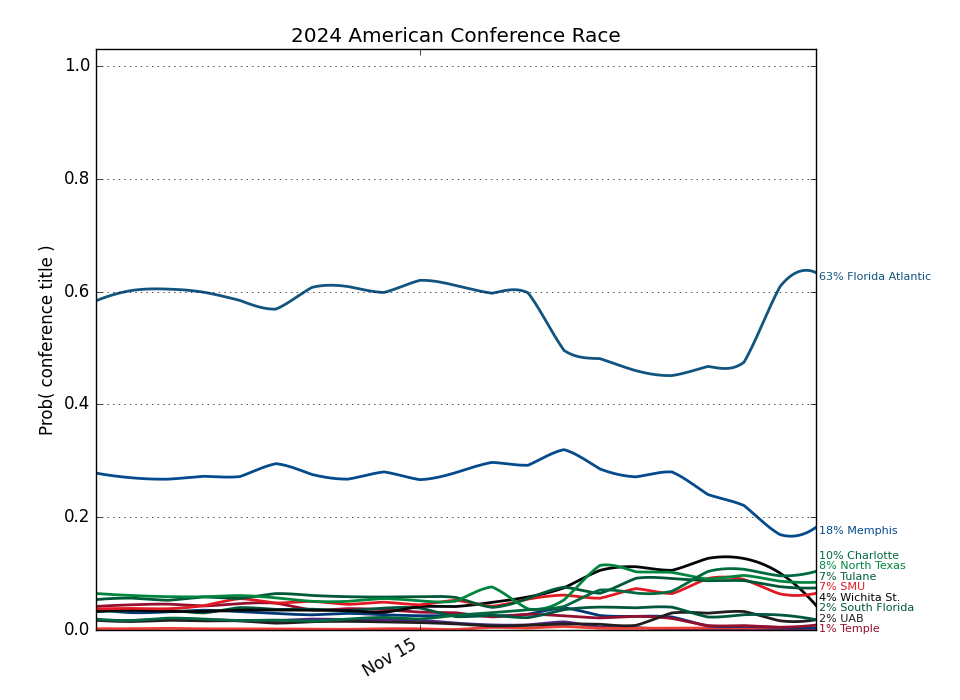 2024 American Conference Race
Prob( conference title )
1.0
0.8
0.6
0.4
0.2
0.0
Nov 15
63% Florida Atlantic
18% Memphis
10% Charlotte
8% North Texas
7% Tulane
7% SMU
4% Wichita St.
2% South Florida
2% UAB
1% Temple